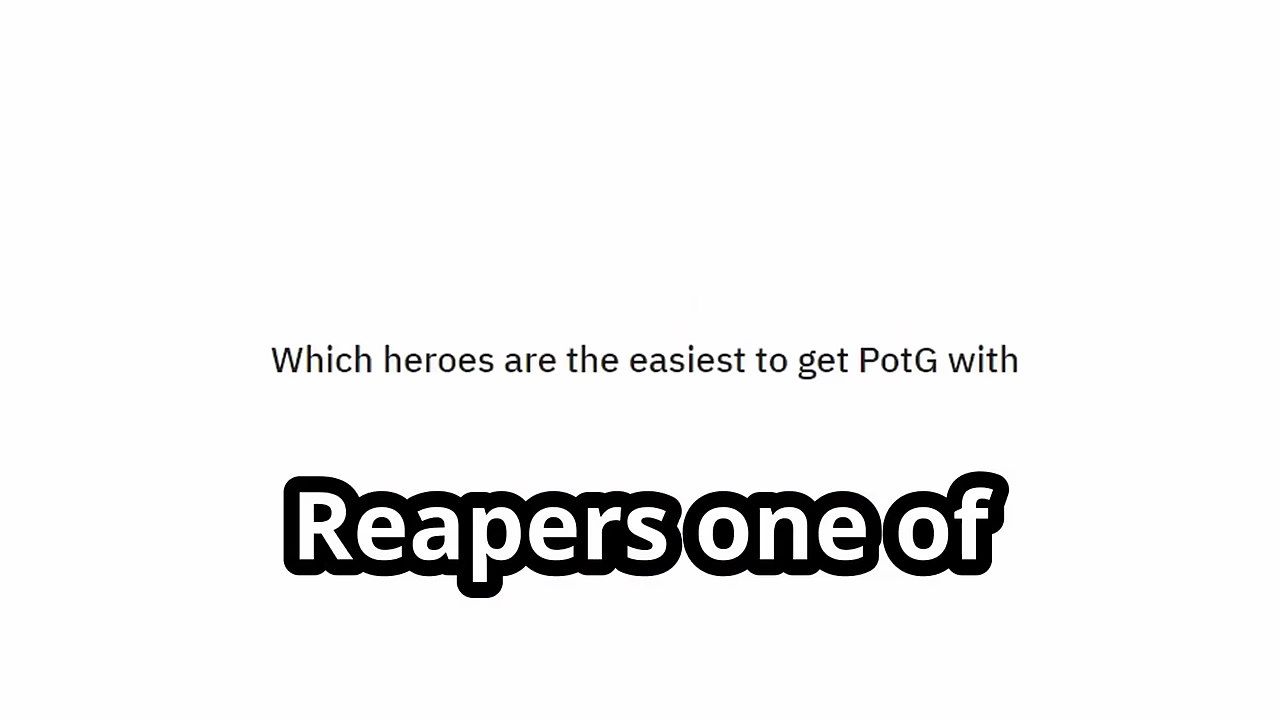 Which heroes are the easiest to get PotG with
Reapers one of